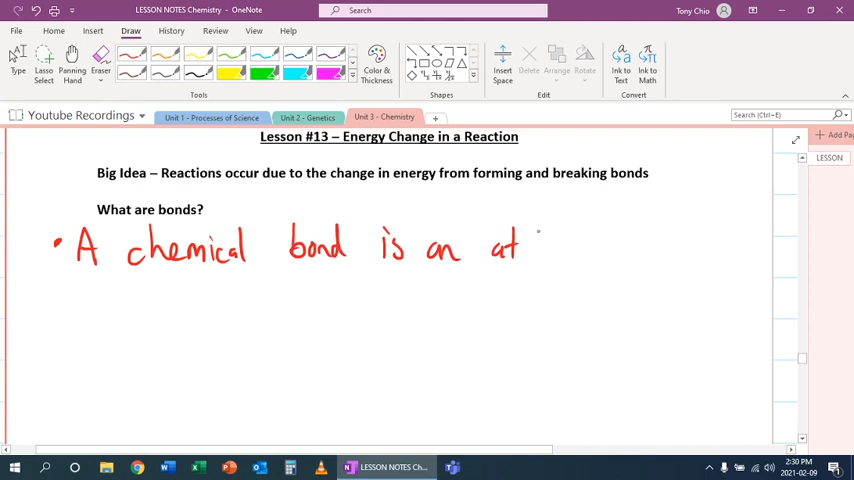 LESSON NOTES Chemistry - OneNote
Search
Tony Chio
File Home Insert Draw History Review View Help
Type
Lasso Select
Panning Hand
Eraser
Color & Thickness
Insert Space
Delete
Arrange
Rotate
Ink to Text
Ink to Math
Tools
Shapes
Edit
Convert
Youtube Recordings
Unit 1 - Processes of Science
Unit 2 - Genetics
Unit 3 - Chemistry
Search (Ctrl+E)
Add Pag
LESSON
Lesson #13 – Energy Change in a Reaction
Big Idea – Reactions occur due to the change in energy from forming and breaking bonds
What are bonds?
• A chemical bond is an at
LESSON NOTES Ch...
2:30 PM
2021-02-09